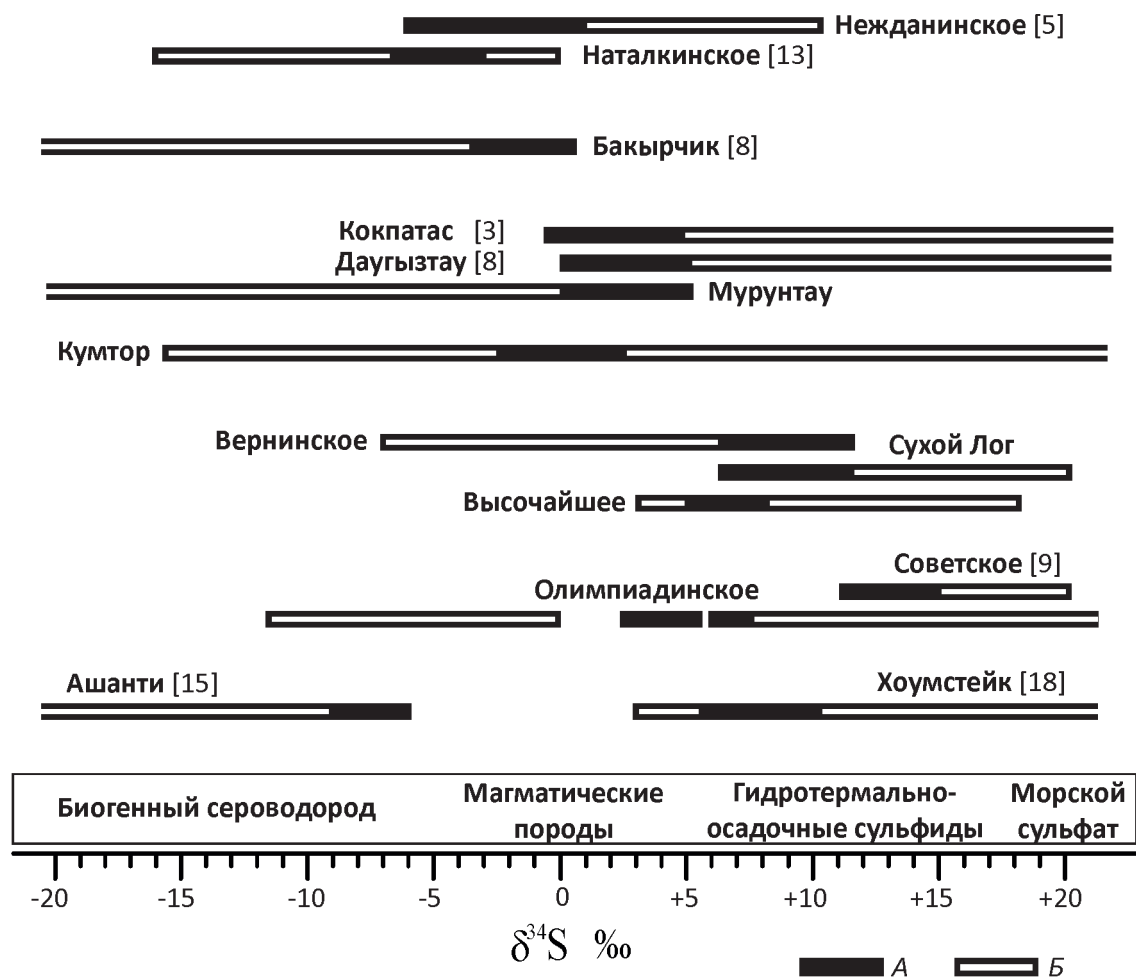 Нежданинское [5]
Наталкинское [13]
Бакырчик [8]
Кокпатас [3]
Даугызтау [8]
Мурунтау
Кумтор
Вернинское
Сухой Лог
Высочайшее
Советское [9]
Олимпиадинское
Ашанти [15]
Хоумстейк [18]
Биогенный сероводород
Магматические
породы
Гидротермально-
осадочные сульфиды
Морской
сульфат
-20 -15 -10 -5 0 +5 +10 +15 +20
δ³⁴S ‰
А Б